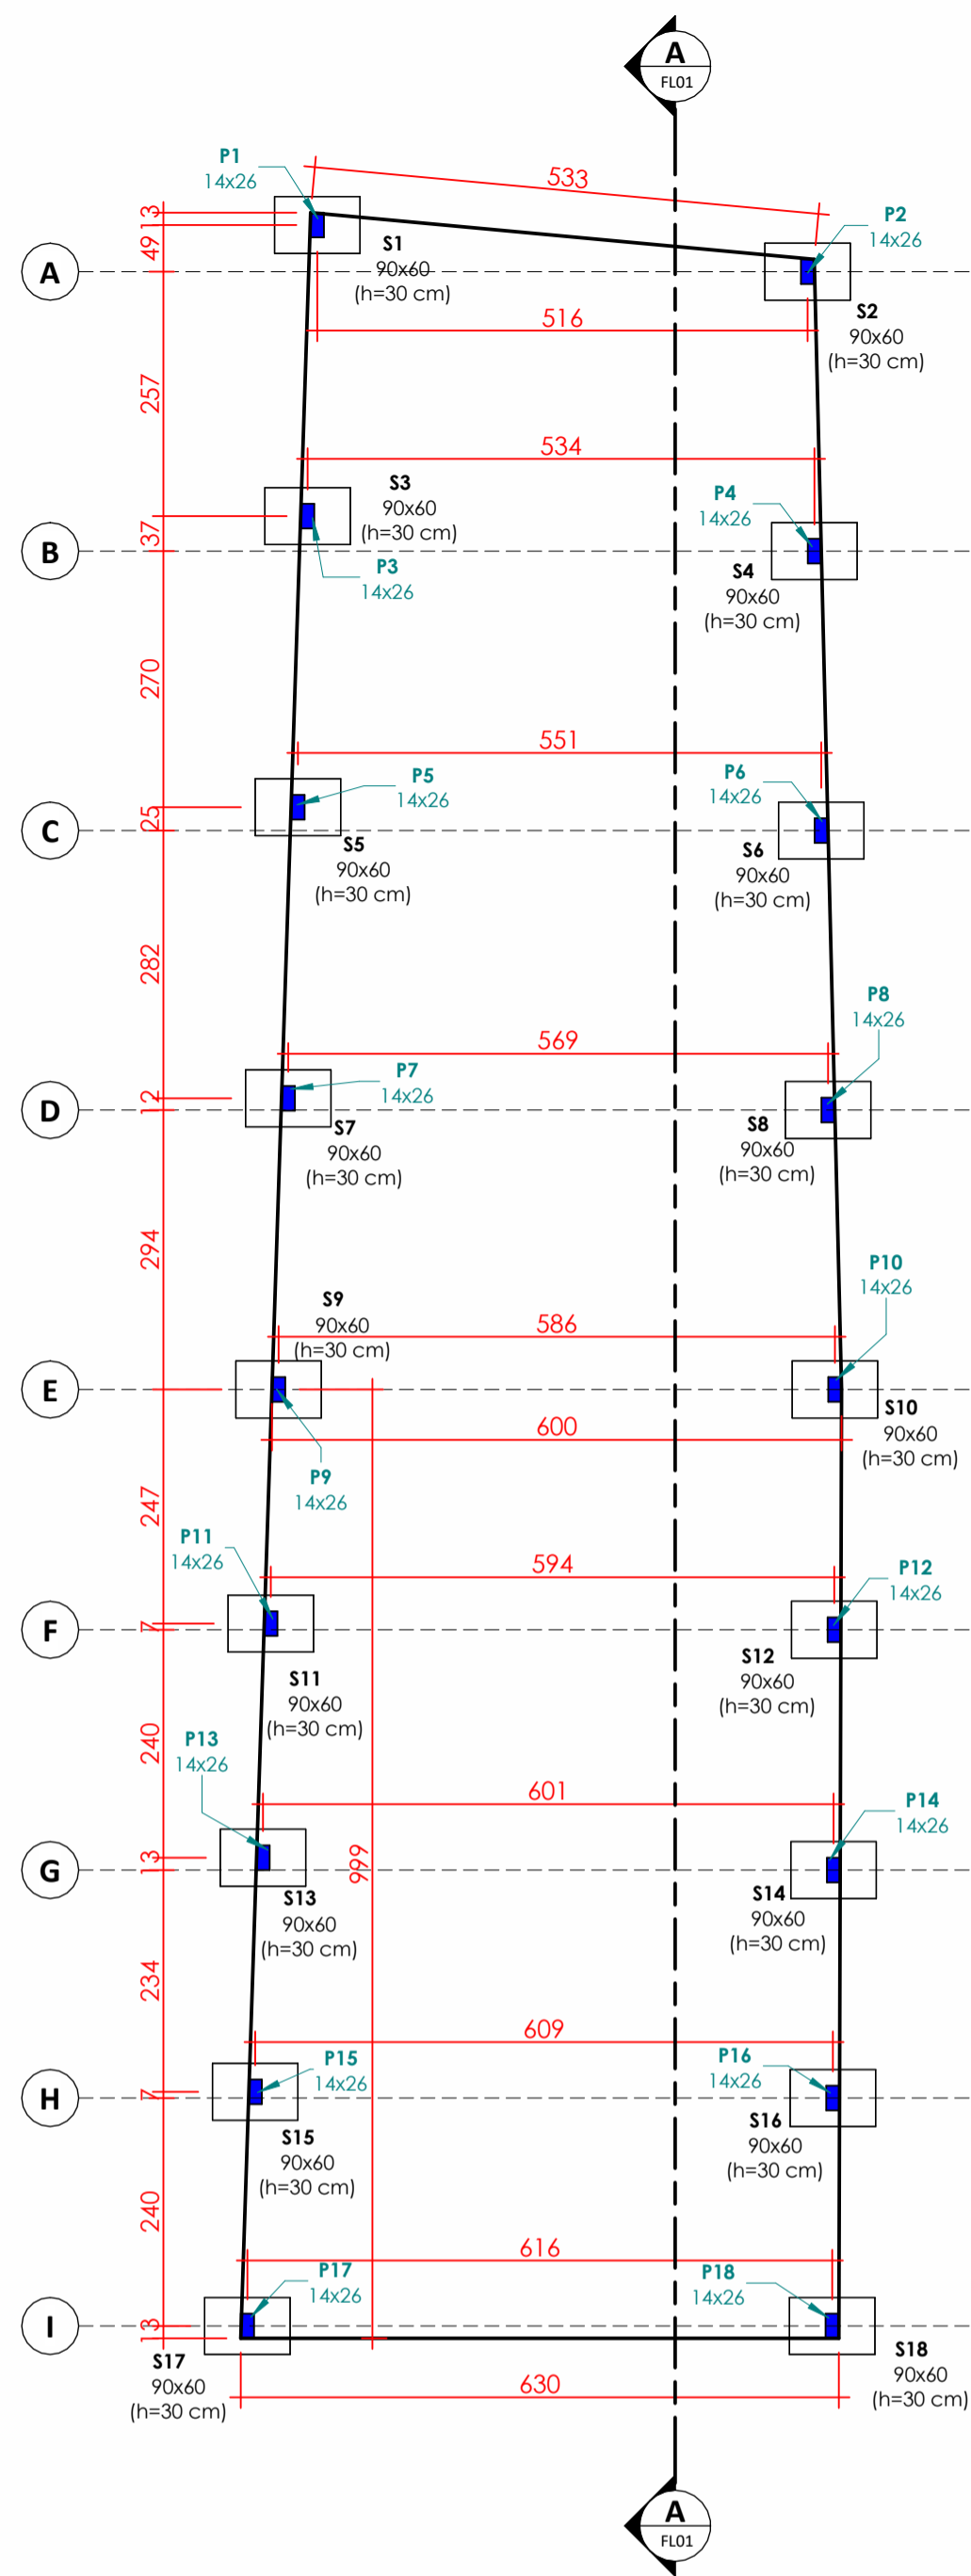 A
FL01
P1
14x26
533
P2
14x26
13
49
S1
90x60
(h=30 cm)
A
S2
90x60
(h=30 cm)
516
257
534
S3
90x60
(h=30 cm)
P4
14x26
37
B
P3
14x26
S4
90x60
(h=30 cm)
270
551
P5
14x26
P6
14x26
25
C
S5
90x60
(h=30 cm)
S6
90x60
(h=30 cm)
282
P8
14x26
569
P7
14x26
12
D
S7
90x60
(h=30 cm)
S8
90x60
(h=30 cm)
294
P10
14x26
S9
90x60
(h=30 cm)
586
E
S10
90x60
(h=30 cm)
600
P9
14x26
247
P11
14x26
594
P12
14x26
7
F
S11
90x60
(h=30 cm)
S12
90x60
(h=30 cm)
240
P13
14x26
601
P14
14x26
13
999
G
S13
90x60
(h=30 cm)
S14
90x60
(h=30 cm)
234
609
P15
14x26
P16
14x26
7
H
S15
90x60
(h=30 cm)
S16
90x60
(h=30 cm)
240
616
P17
14x26
P18
14x26
13
I
S17
90x60
(h=30 cm)
S18
90x60
(h=30 cm)
630
A
FL01